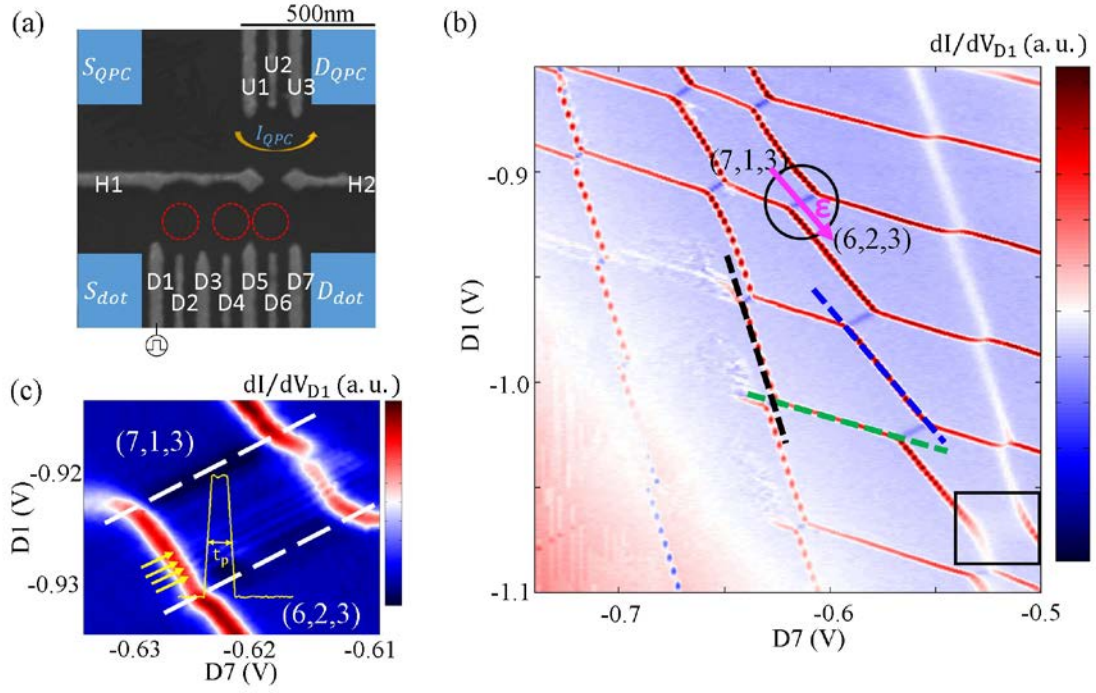 (a)
500nm
S_QPC
D_QPC
U1
U2
U3
I_QPC
H1
H2
S_dot
D_dot
D1
D2
D3
D4
D5
D6
D7
(b)
dI/dV_D1 (a. u.)
D1 (V)
-0.9
-1.0
-1.1
(7,1,3)
ε
(6,2,3)
-0.7
-0.6
-0.5
D7 (V)
(c)
dI/dV_D1 (a. u.)
D1 (V)
-0.92
-0.93
(7,1,3)
t_p
(6,2,3)
-0.63
-0.62
-0.61
D7 (V)